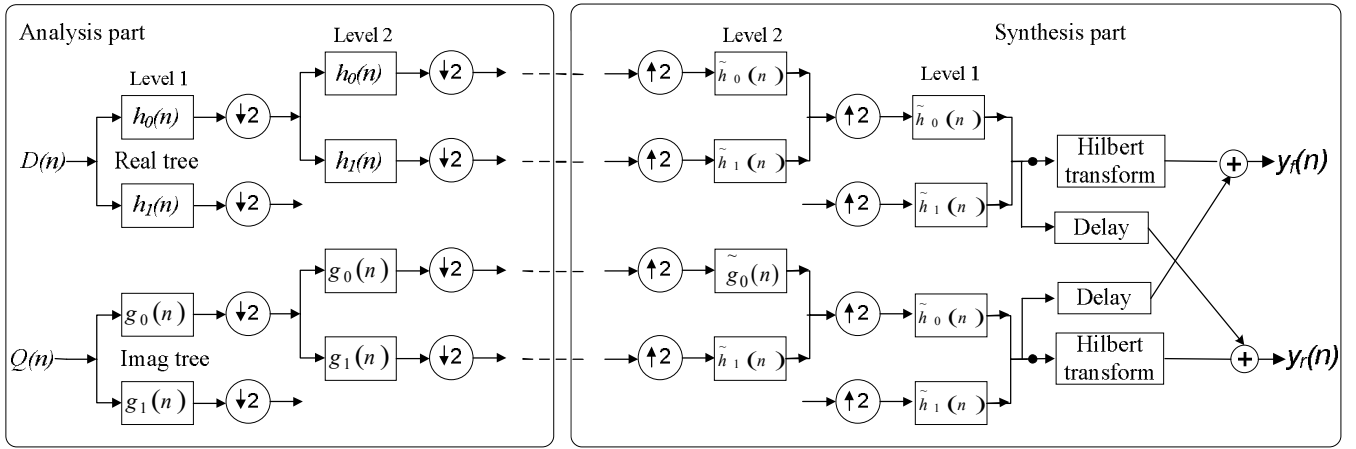 Analysis part
Level 1
Level 2
D(n)
h₀(n)
↓2
h₀(n)
↓2
Real tree
h₁(n)
↓2
h₁(n)
↓2
g₀(n)
↓2
Q(n)
g₀(n)
↓2
g₁(n)
↓2
Imag tree
g₁(n)
↓2
Synthesis part
Level 2
Level 1
↑2
h̃₀(n)
↑2
h̃₀(n)
↑2
h̃₁(n)
↑2
h̃₁(n)
Hilbert
transform
+
yf(n)
Delay
↑2
g̃₀(n)
↑2
h̃₀(n)
Delay
↑2
h̃₁(n)
Hilbert
transform
+
yr(n)
↑2
h̃₁(n)